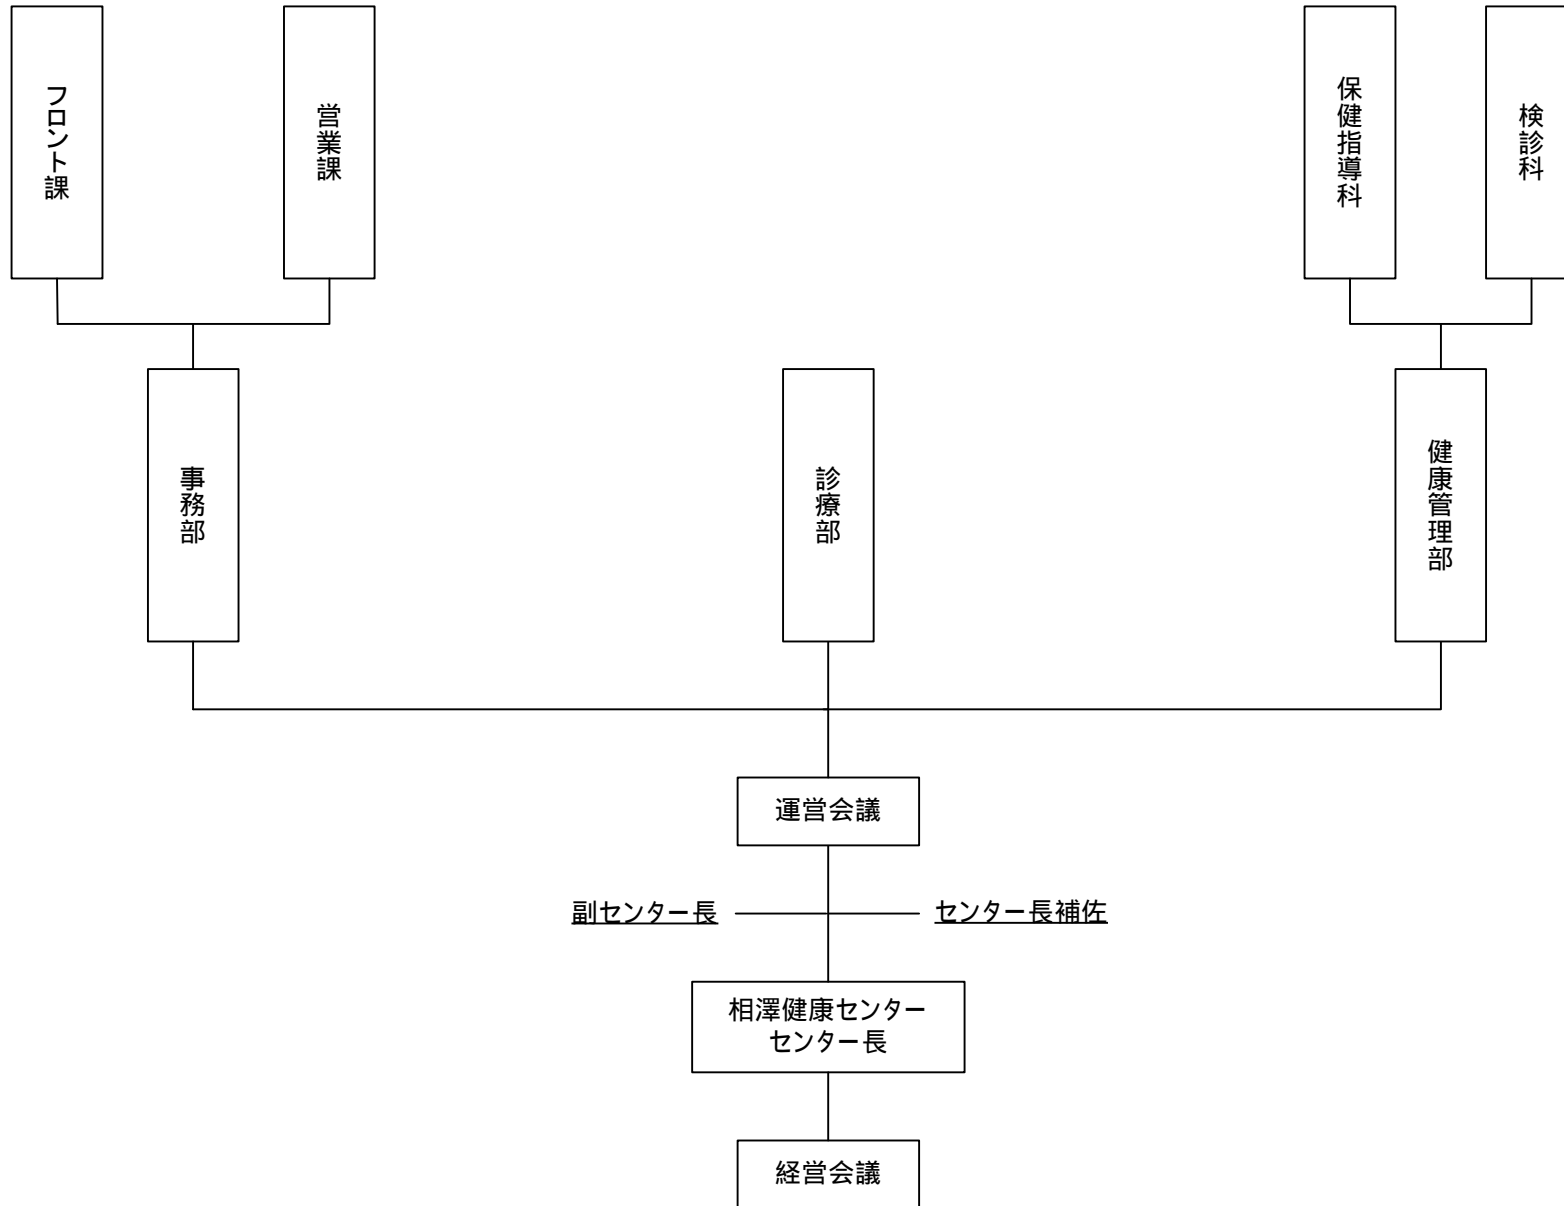 フロント課
営業課
保健指導科
検診科
事務部
診療部
健康管理部
運営会議
副センター長
センター長補佐
相澤健康センター
センター長
経営会議